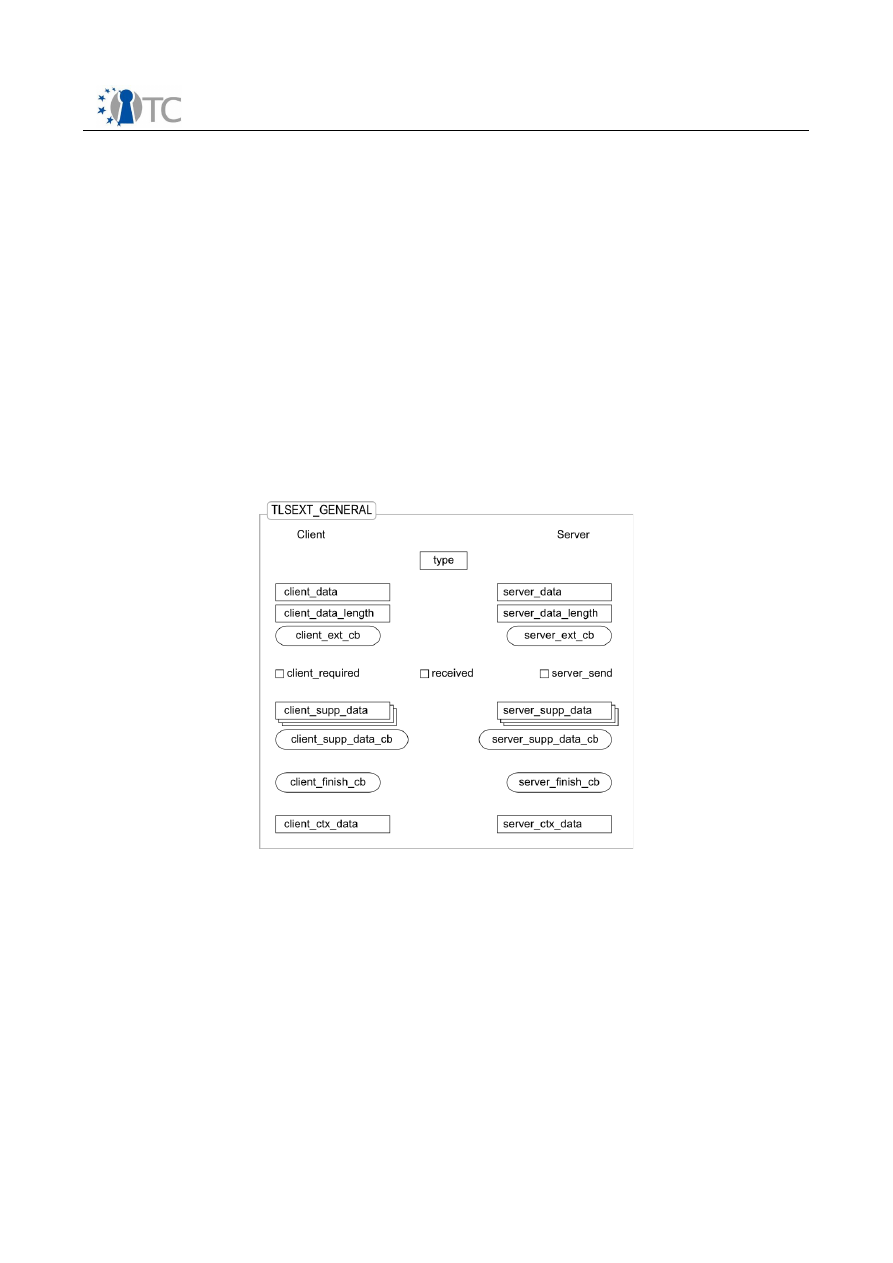 TC
TLSEXT_GENERAL
Client Server
type
client_data server_data
client_data_length server_data_length
client_ext_cb server_ext_cb
client_required received server_send
client_supp_data server_supp_data
client_supp_data_cb server_supp_data_cb
client_finish_cb server_finish_cb
client_ctx_data server_ctx_data